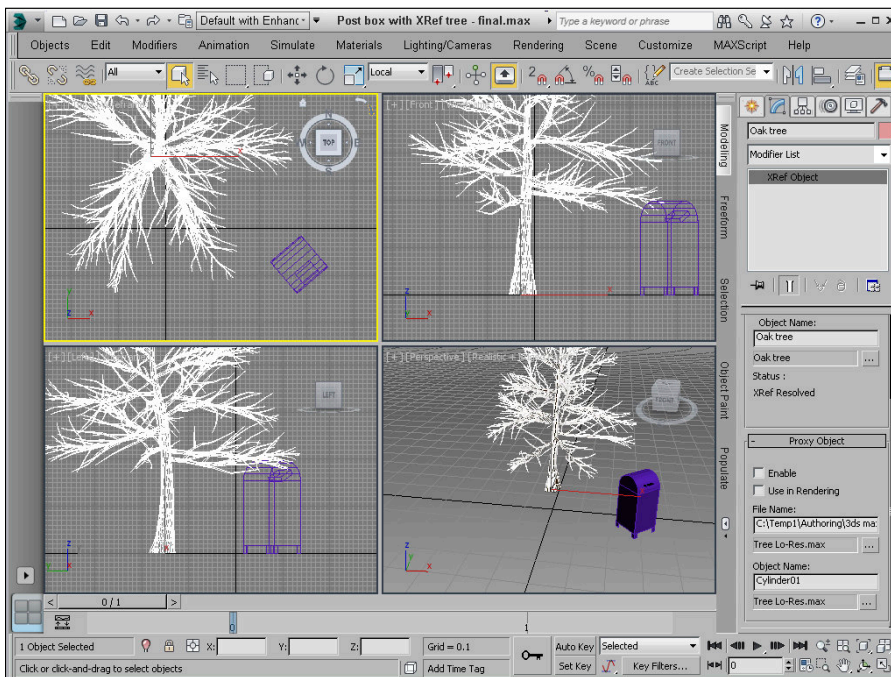 Default with Enhanc
Post box with XRef tree - final.max
Type a keyword or phrase
Objects Edit Modifiers Animation Simulate Materials Lighting/Cameras Rendering Scene Customize MAXScript Help
All
Local
Create Selection Se
ABC
[+] [Front]
TOP
FRONT
Modeling
Freeform
Selection
Object Paint
Populate
Oak tree
Modifier List
XRef Object
Object Name:
Oak tree
Oak tree ...
Status :
XRef Resolved
[+] [Left]
LEFT
[+] [Perspective] [Realistic +
FRONT
- Proxy Object
Enable
Use in Rendering
File Name:
C:\Temp1\Authoring\3ds ma
Tree Lo-Res.max ...
Object Name:
Cylinder01
Tree Lo-Res.max ...
z
y
x
z
x
z
y
z
y
x
< 0 / 1 >
0 1
1 Object Selected X: Y: Z: Grid = 0.1 Auto Key Selected
Click or click-and-drag to select objects Add Time Tag Set Key Key Filters... 0